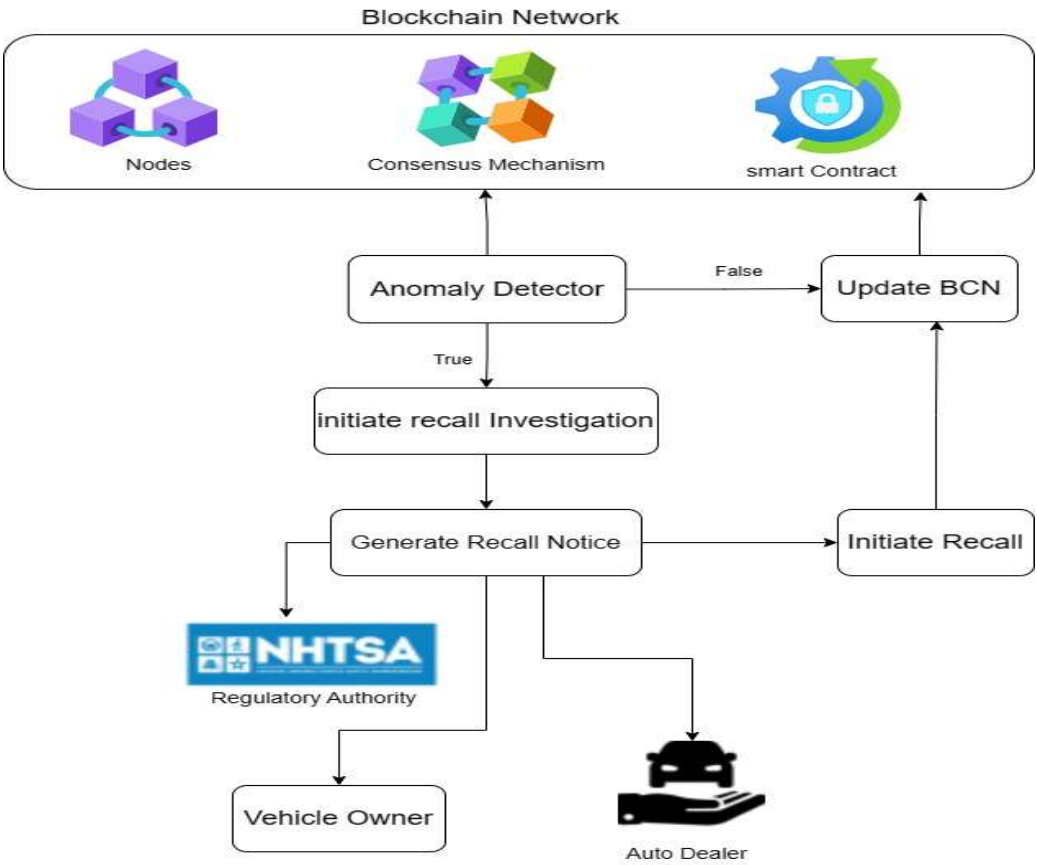 Blockchain Network
Nodes
Consensus Mechanism
smart Contract
Anomaly Detector
False
Update BCN
True
initiate recall Investigation
Generate Recall Notice
Initiate Recall
NHTSA
Regulatory Authority
Vehicle Owner
Auto Dealer